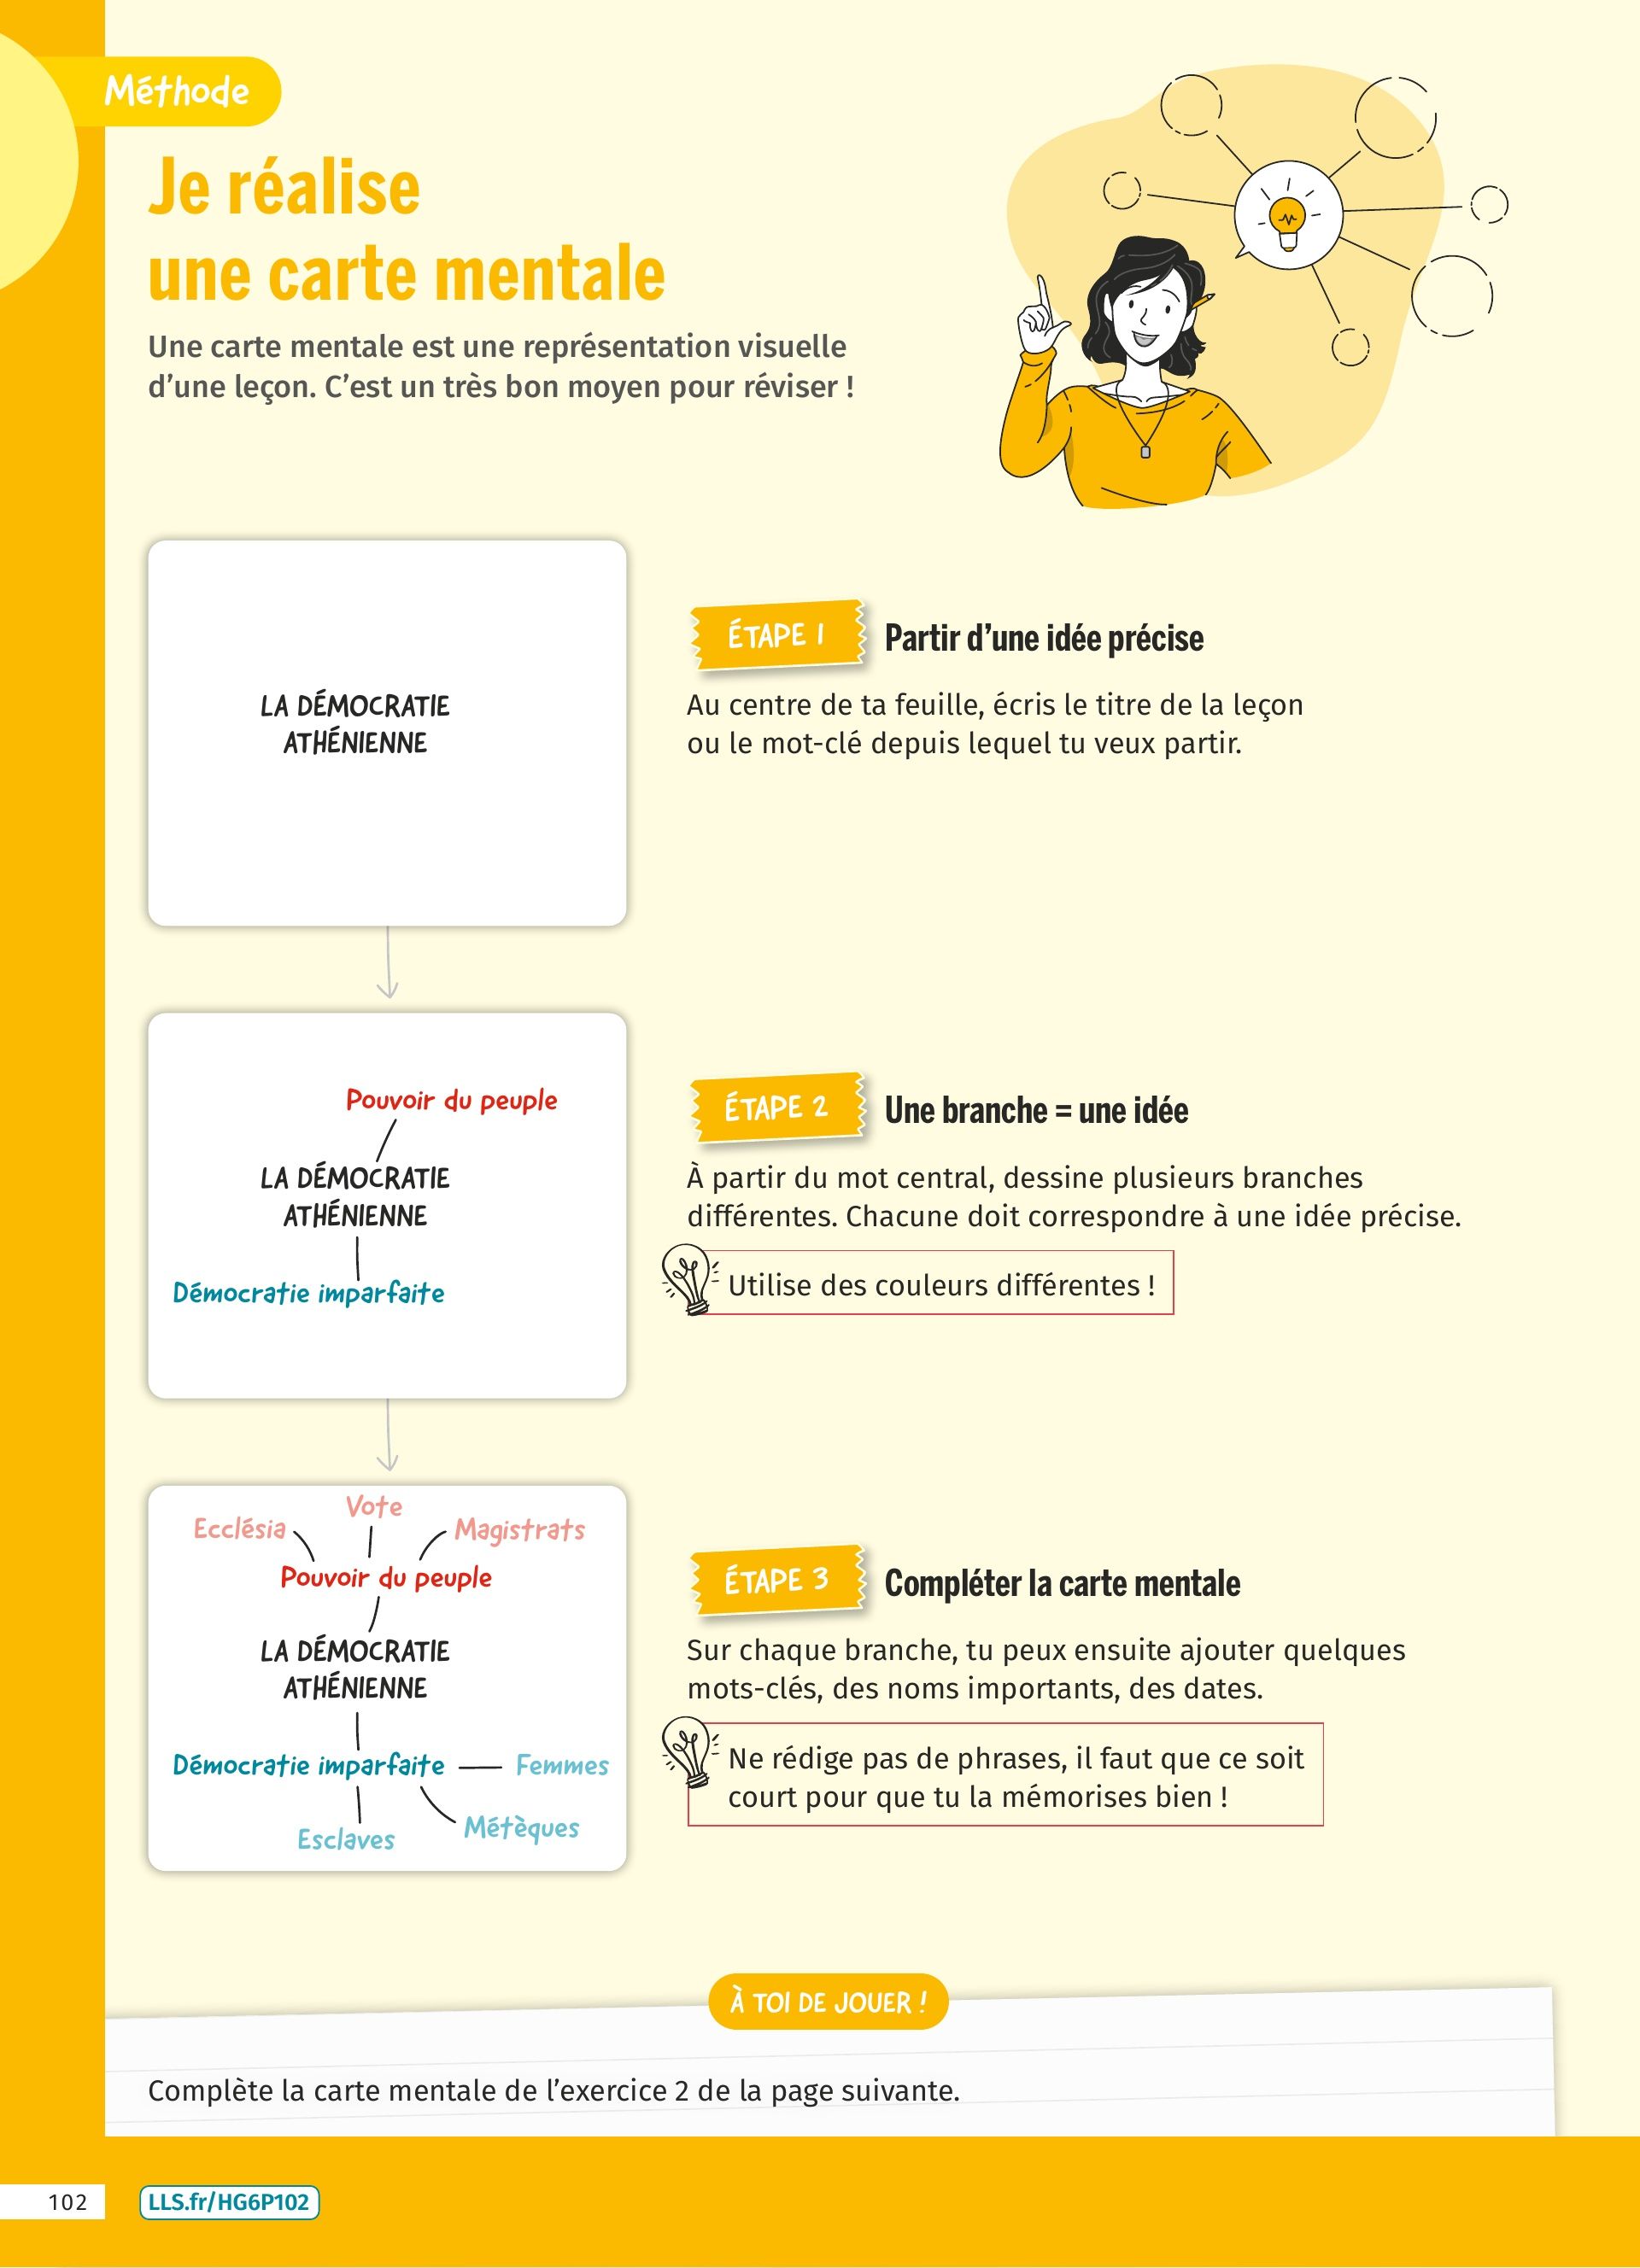 Méthode
Je réalise
une carte mentale
Une carte mentale est une représentation visuelle
d’une leçon. C’est un très bon moyen pour réviser !
LA DÉMOCRATIE
ATHÉNIENNE
ÉTAPE 1
Partir d’une idée précise
Au centre de ta feuille, écris le titre de la leçon
ou le mot-clé depuis lequel tu veux partir.
Pouvoir du peuple
LA DÉMOCRATIE
ATHÉNIENNE
Démocratie imparfaite
ÉTAPE 2
Une branche = une idée
À partir du mot central, dessine plusieurs branches
différentes. Chacune doit correspondre à une idée précise.
Utilise des couleurs différentes !
Vote
Ecclésia
Magistrats
Pouvoir du peuple
LA DÉMOCRATIE
ATHÉNIENNE
Démocratie imparfaite
Femmes
Métèques
Esclaves
ÉTAPE 3
Compléter la carte mentale
Sur chaque branche, tu peux ensuite ajouter quelques
mots-clés, des noms importants, des dates.
Ne rédige pas de phrases, il faut que ce soit
court pour que tu la mémorises bien !
À TOI DE JOUER !
Complète la carte mentale de l’exercice 2 de la page suivante.
102
LLS.fr/HG6P102